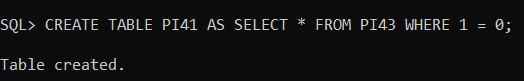 SQL> CREATE TABLE PI41 AS SELECT * FROM PI43 WHERE 1 = 0;
Table created.